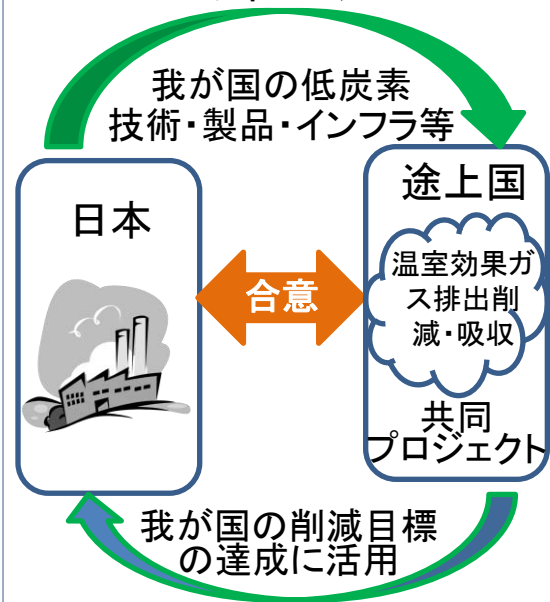 我が国の低炭素
技術・製品・インフラ等
日本
途上国
合意
温室効果ガ
ス排出削
減・吸収
共同
プロジェクト
我が国の削減目標
の達成に活用